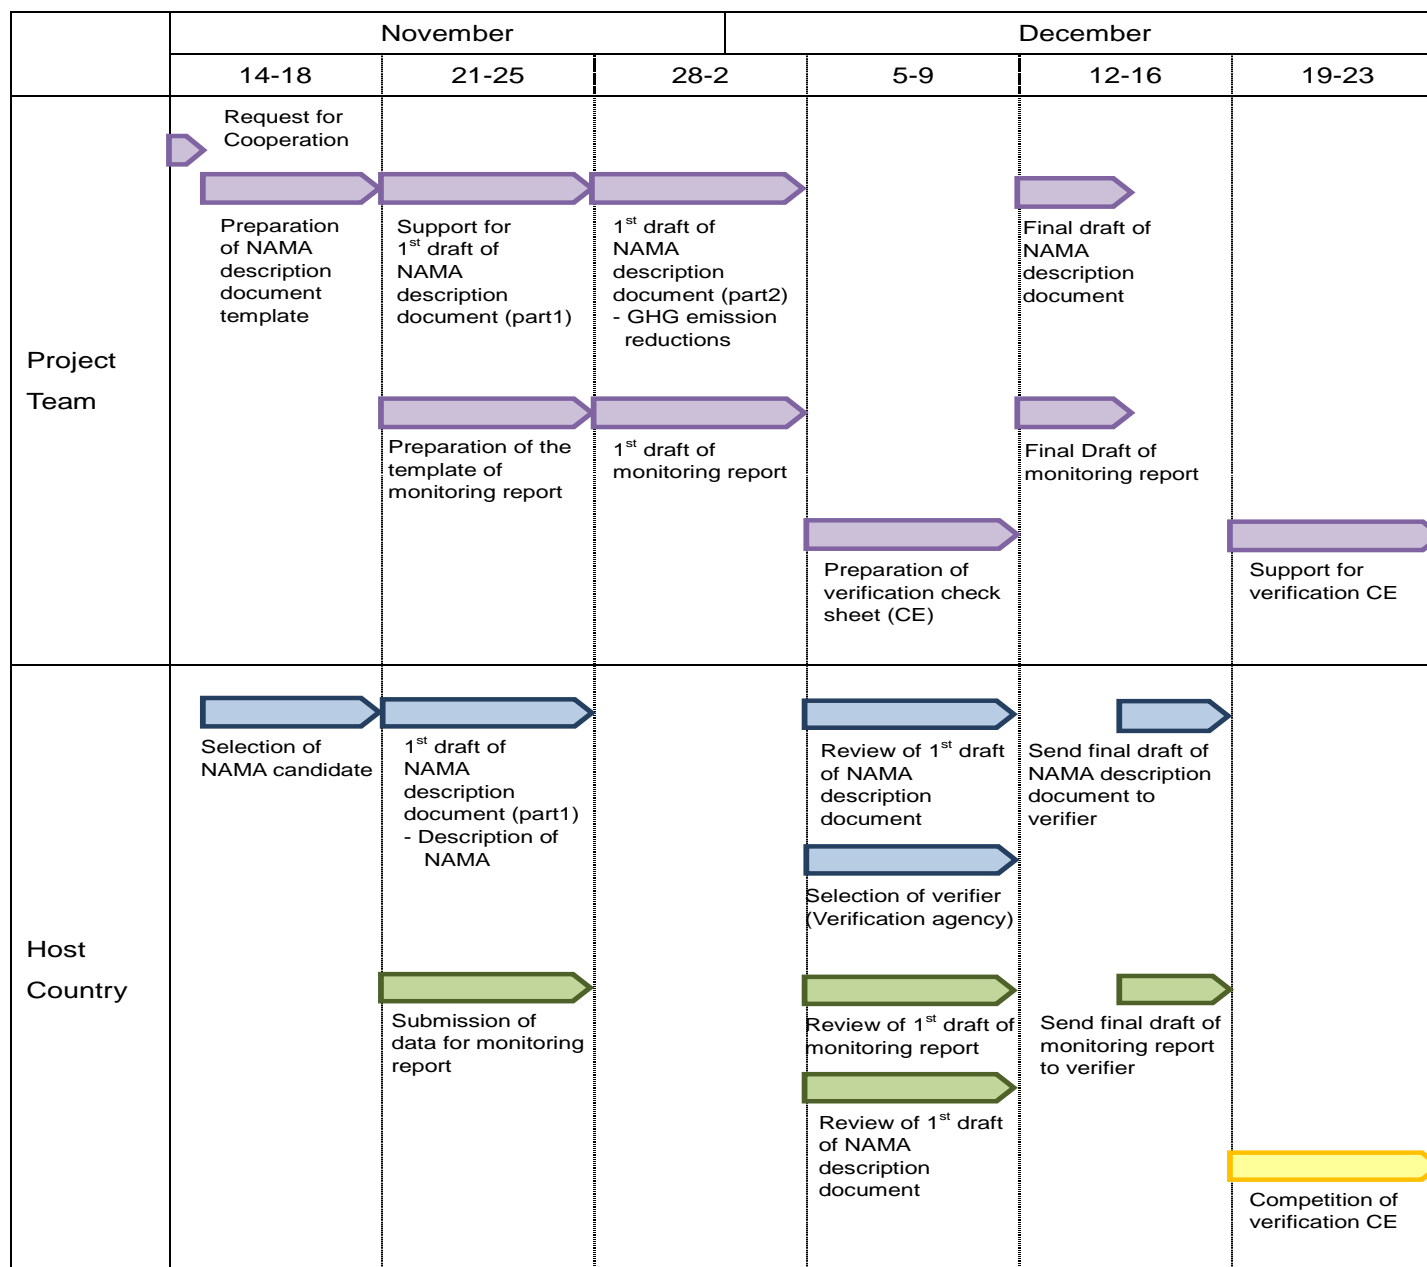 November
December
14-18
21-25
28-2
5-9
12-16
19-23
Project
Team
Request for
Cooperation
Preparation
of NAMA
description
document
template
Support for
1st draft of
NAMA
description
document (part1)
1st draft of
NAMA
description
document (part2)
- GHG emission
reductions
Final draft of
NAMA
description
document
Preparation of the
template of
monitoring report
1st draft of
monitoring report
Final Draft of
monitoring report
Preparation of
verification check
sheet (CE)
Support for
verification CE
Host
Country
Selection of
NAMA candidate
1st draft of
NAMA
description
document (part1)
- Description of
NAMA
Review of 1st draft
of NAMA
description
document
Send final draft of
NAMA description
document to
verifier
Selection of verifier
(Verification agency)
Submission of
data for monitoring
report
Review of 1st draft of
monitoring report
Send final draft of
monitoring report
to verifier
Review of 1st draft
of NAMA
description
document
Competition of
verification CE